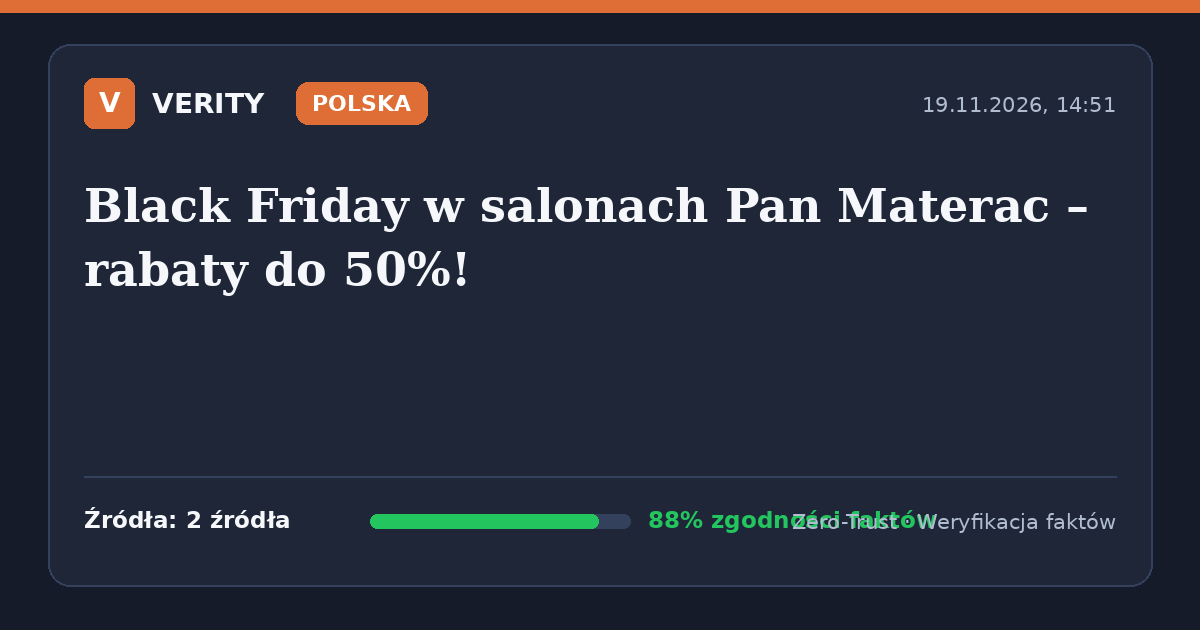 V VERITY POLSKA 19.11.2026, 14:51
Black Friday w salonach Pan Materac –
rabaty do 50%!
Źródła: 2 źródła 88% zgodności faktów Zero-Trust · Weryfikacja faktów